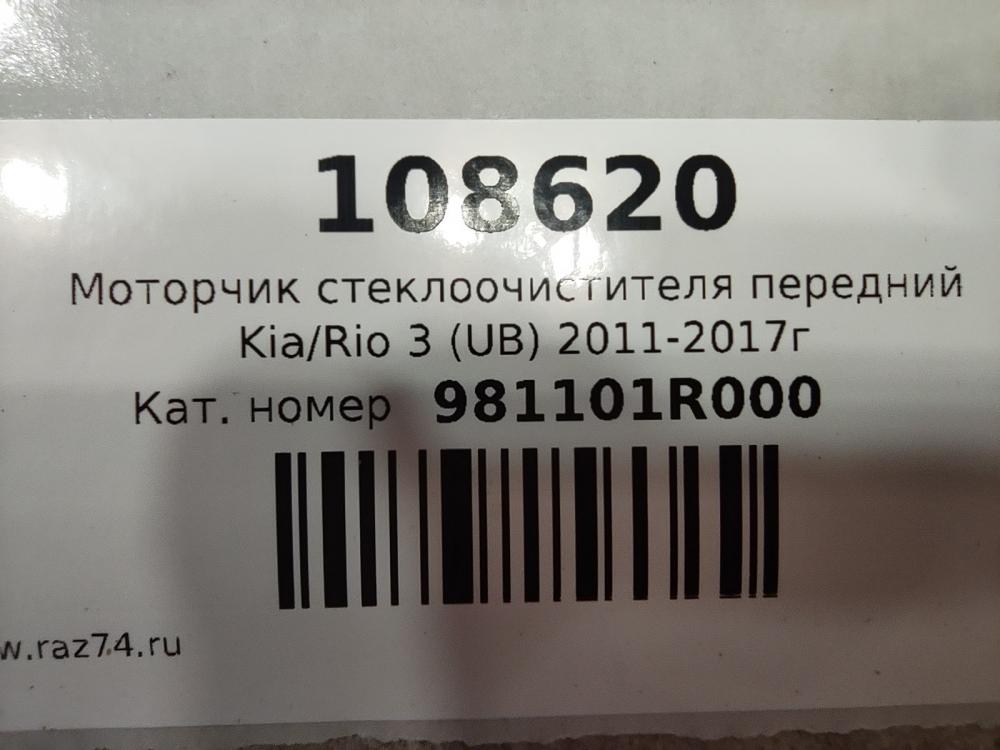 108620
Моторчик стеклоочистителя передний
Kia/Rio 3 (UB) 2011-2017г
Кат. номер 981101R000
w.raz74.ru